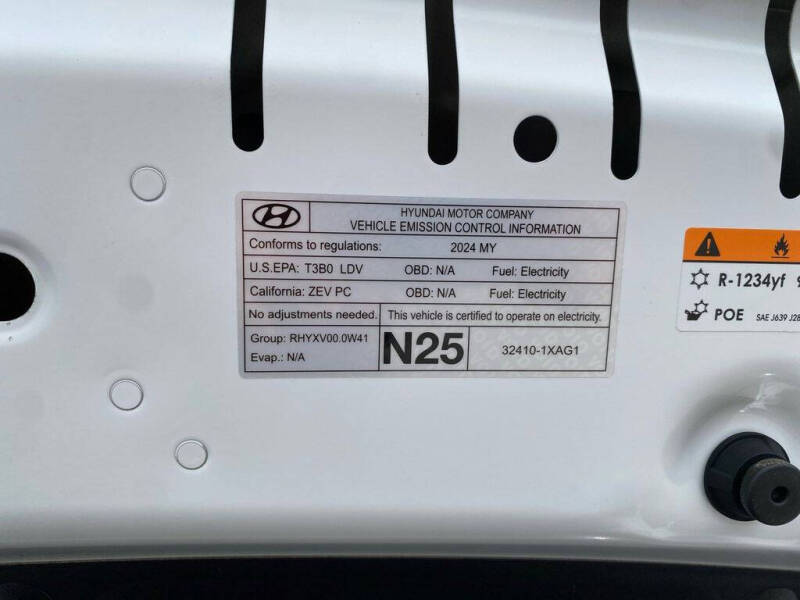 HYUNDAI MOTOR COMPANY
VEHICLE EMISSION CONTROL INFORMATION
Conforms to regulations: 2024 MY
U.S.EPA: T3B0 LDV OBD: N/A Fuel: Electricity
California: ZEV PC OBD: N/A Fuel: Electricity
No adjustments needed. This vehicle is certified to operate on electricity.
Group: RHYXV00.0W41
Evap.: N/A
N25
32410-1XAG1
R-1234yf
POE SAE J639